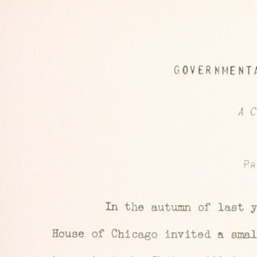 GOVERNMENTA
A C
PR
In the autumn of last y
House of Chicago invited a smal